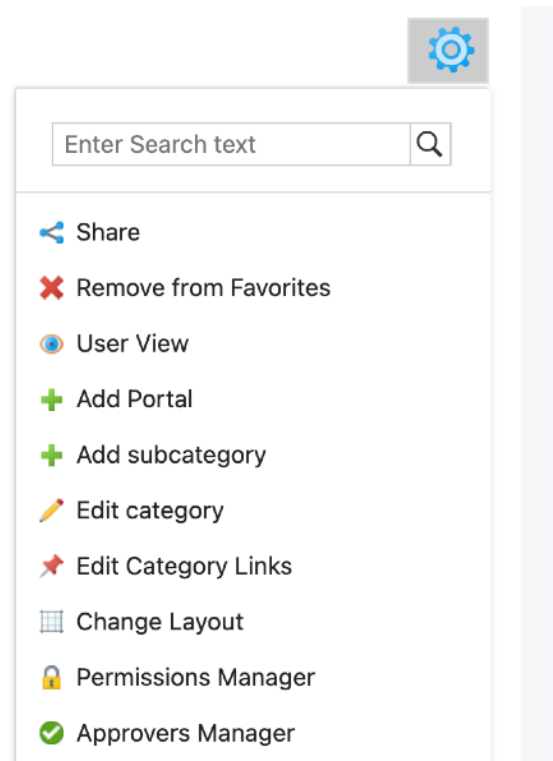 Enter Search text
Share
Remove from Favorites
User View
Add Portal
Add subcategory
Edit category
Edit Category Links
Change Layout
Permissions Manager
Approvers Manager